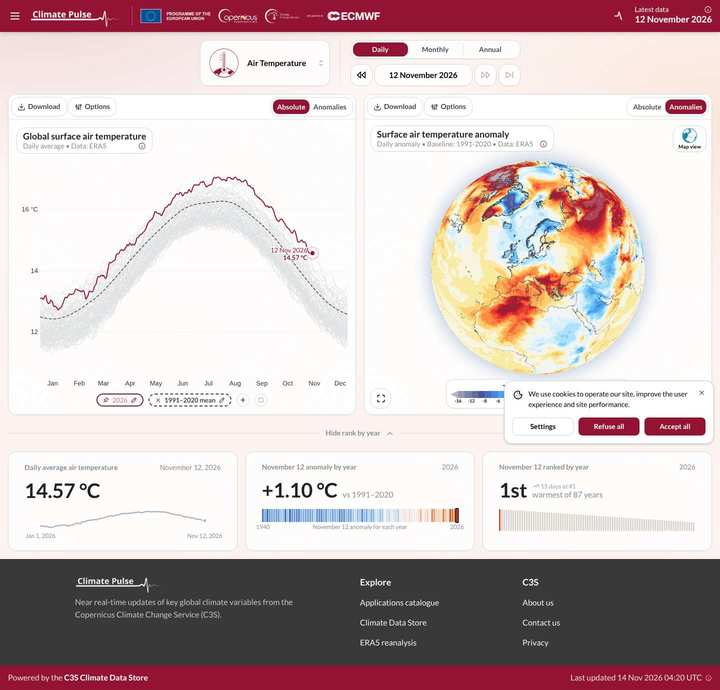 Climate Pulse
PROGRAMME OF THE
EUROPEAN UNION
Copernicus
ECMWF
Latest data
12 November 2026
Air Temperature
Daily
Monthly
Annual
12 November 2026
Download
Options
Absolute
Anomalies
Global surface air temperature
Daily average • Data: ERA5
16 °C
14
12
12 Nov 2026
14.57 °C
Jan
Feb
Mar
Apr
May
Jun
Jul
Aug
Sep
Oct
Nov
Dec
2026
1991–2020 mean
Download
Options
Absolute
Anomalies
Surface air temperature anomaly
Daily anomaly • Baseline: 1991-2020 • Data: ERA5
Map view
-16
-12
-8
We use cookies to operate our site, improve the user
experience and site performance.
Settings
Refuse all
Accept all
Hide rank by year
Daily average air temperature
November 12, 2026
14.57 °C
Jan 1, 2026
Nov 12, 2026
November 12 anomaly by year
2026
+1.10 °C
vs 1991–2020
1940
November 12 anomaly for each year
2026
November 12 ranked by year
2026
1st
days at #1
warmest of 87 years
Climate Pulse
Near real-time updates of key global climate variables from the
Copernicus Climate Change Service (C3S).
Explore
Applications catalogue
Climate Data Store
ERA5 reanalysis
C3S
About us
Contact us
Privacy
Powered by the C3S Climate Data Store
Last updated 14 Nov 2026 04:20 UTC